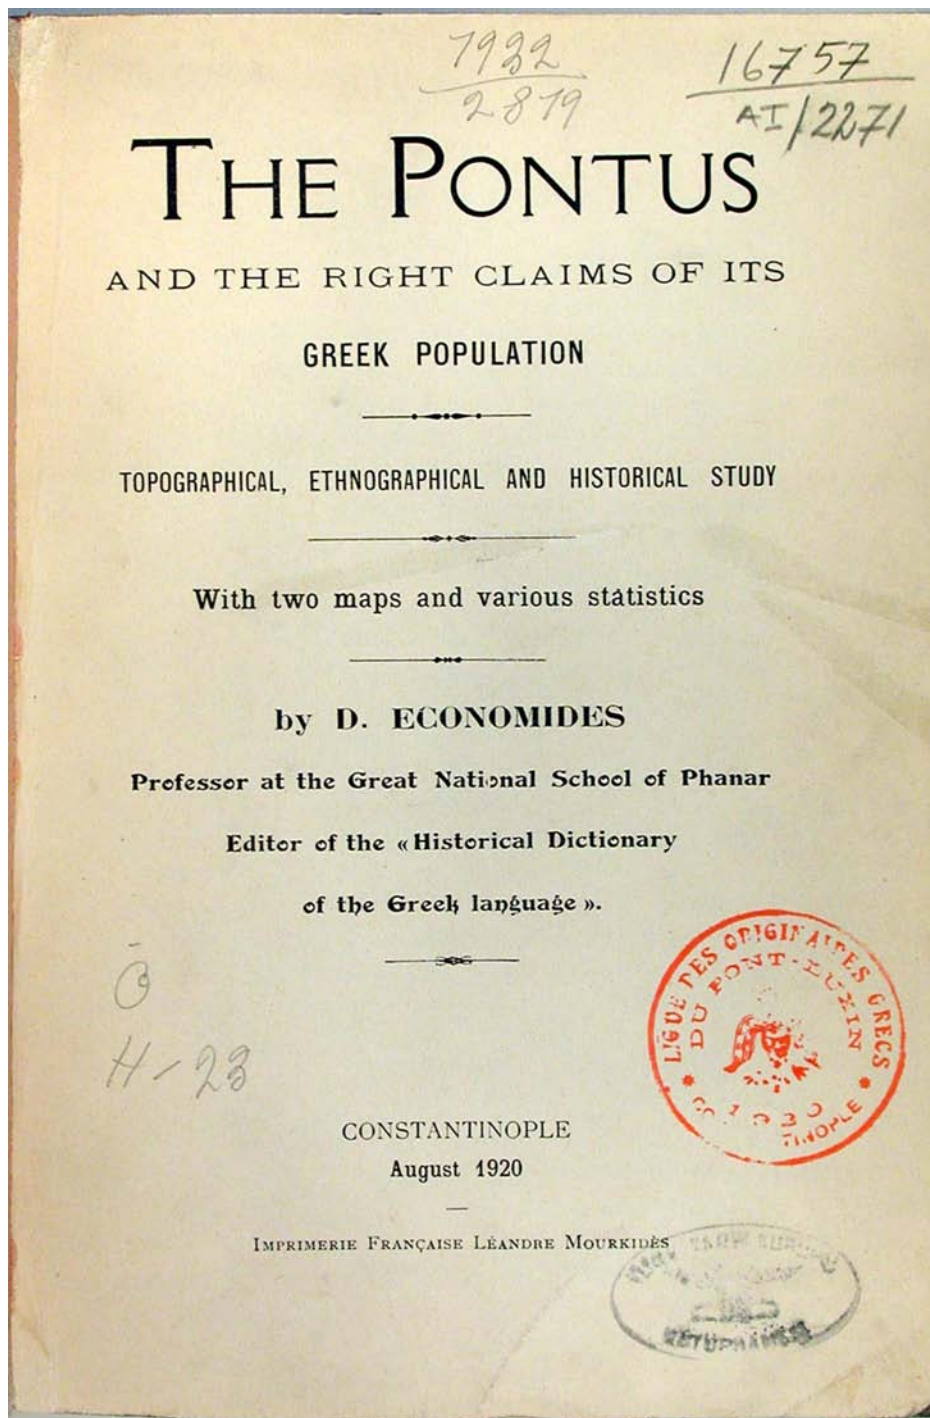 1932
2819
16757
AI/2271
THE PONTUS
AND THE RIGHT CLAIMS OF ITS
GREEK POPULATION
TOPOGRAPHICAL, ETHNOGRAPHICAL AND HISTORICAL STUDY
With two maps and various statistics
by D. ECONOMIDES
Professor at the Great National School of Phanar
Editor of the « Historical Dictionary
of the Greek language ».
H-23
LIGUE DES ORIGINAIRES GRECS
DU PONT-EUXIN
CONSTANTINOPLE
August 1920
IMPRIMERIE FRANÇAISE LÉANDRE MOURKIDÈS